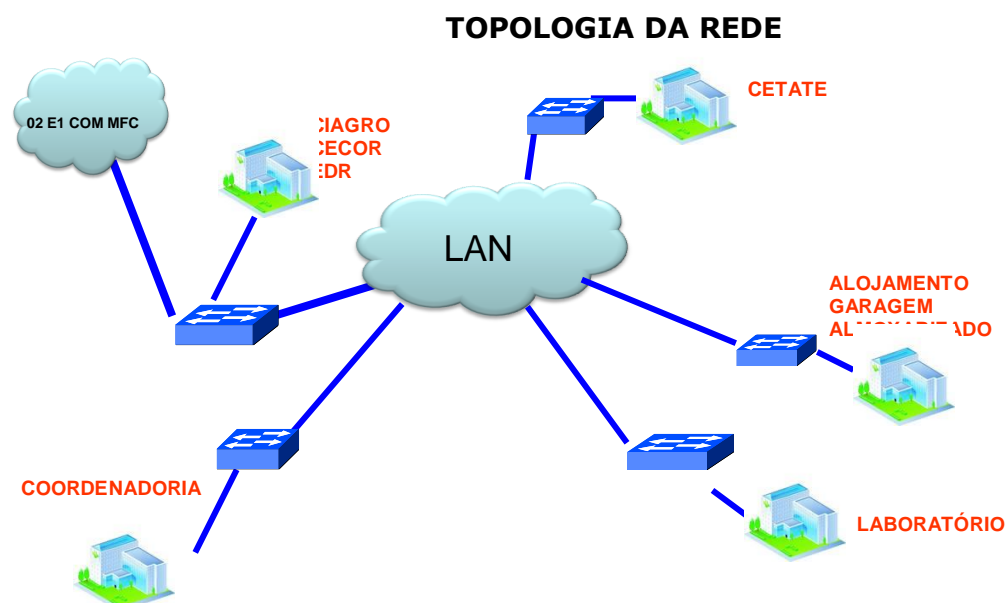 TOPOLOGIA DA REDE
02 E1 COM MFC
CIAGRO
CECOR
EDR
CETATE
LAN
ALOJAMENTO
GARAGEM
COORDENADORIA
LABORATÓRIO